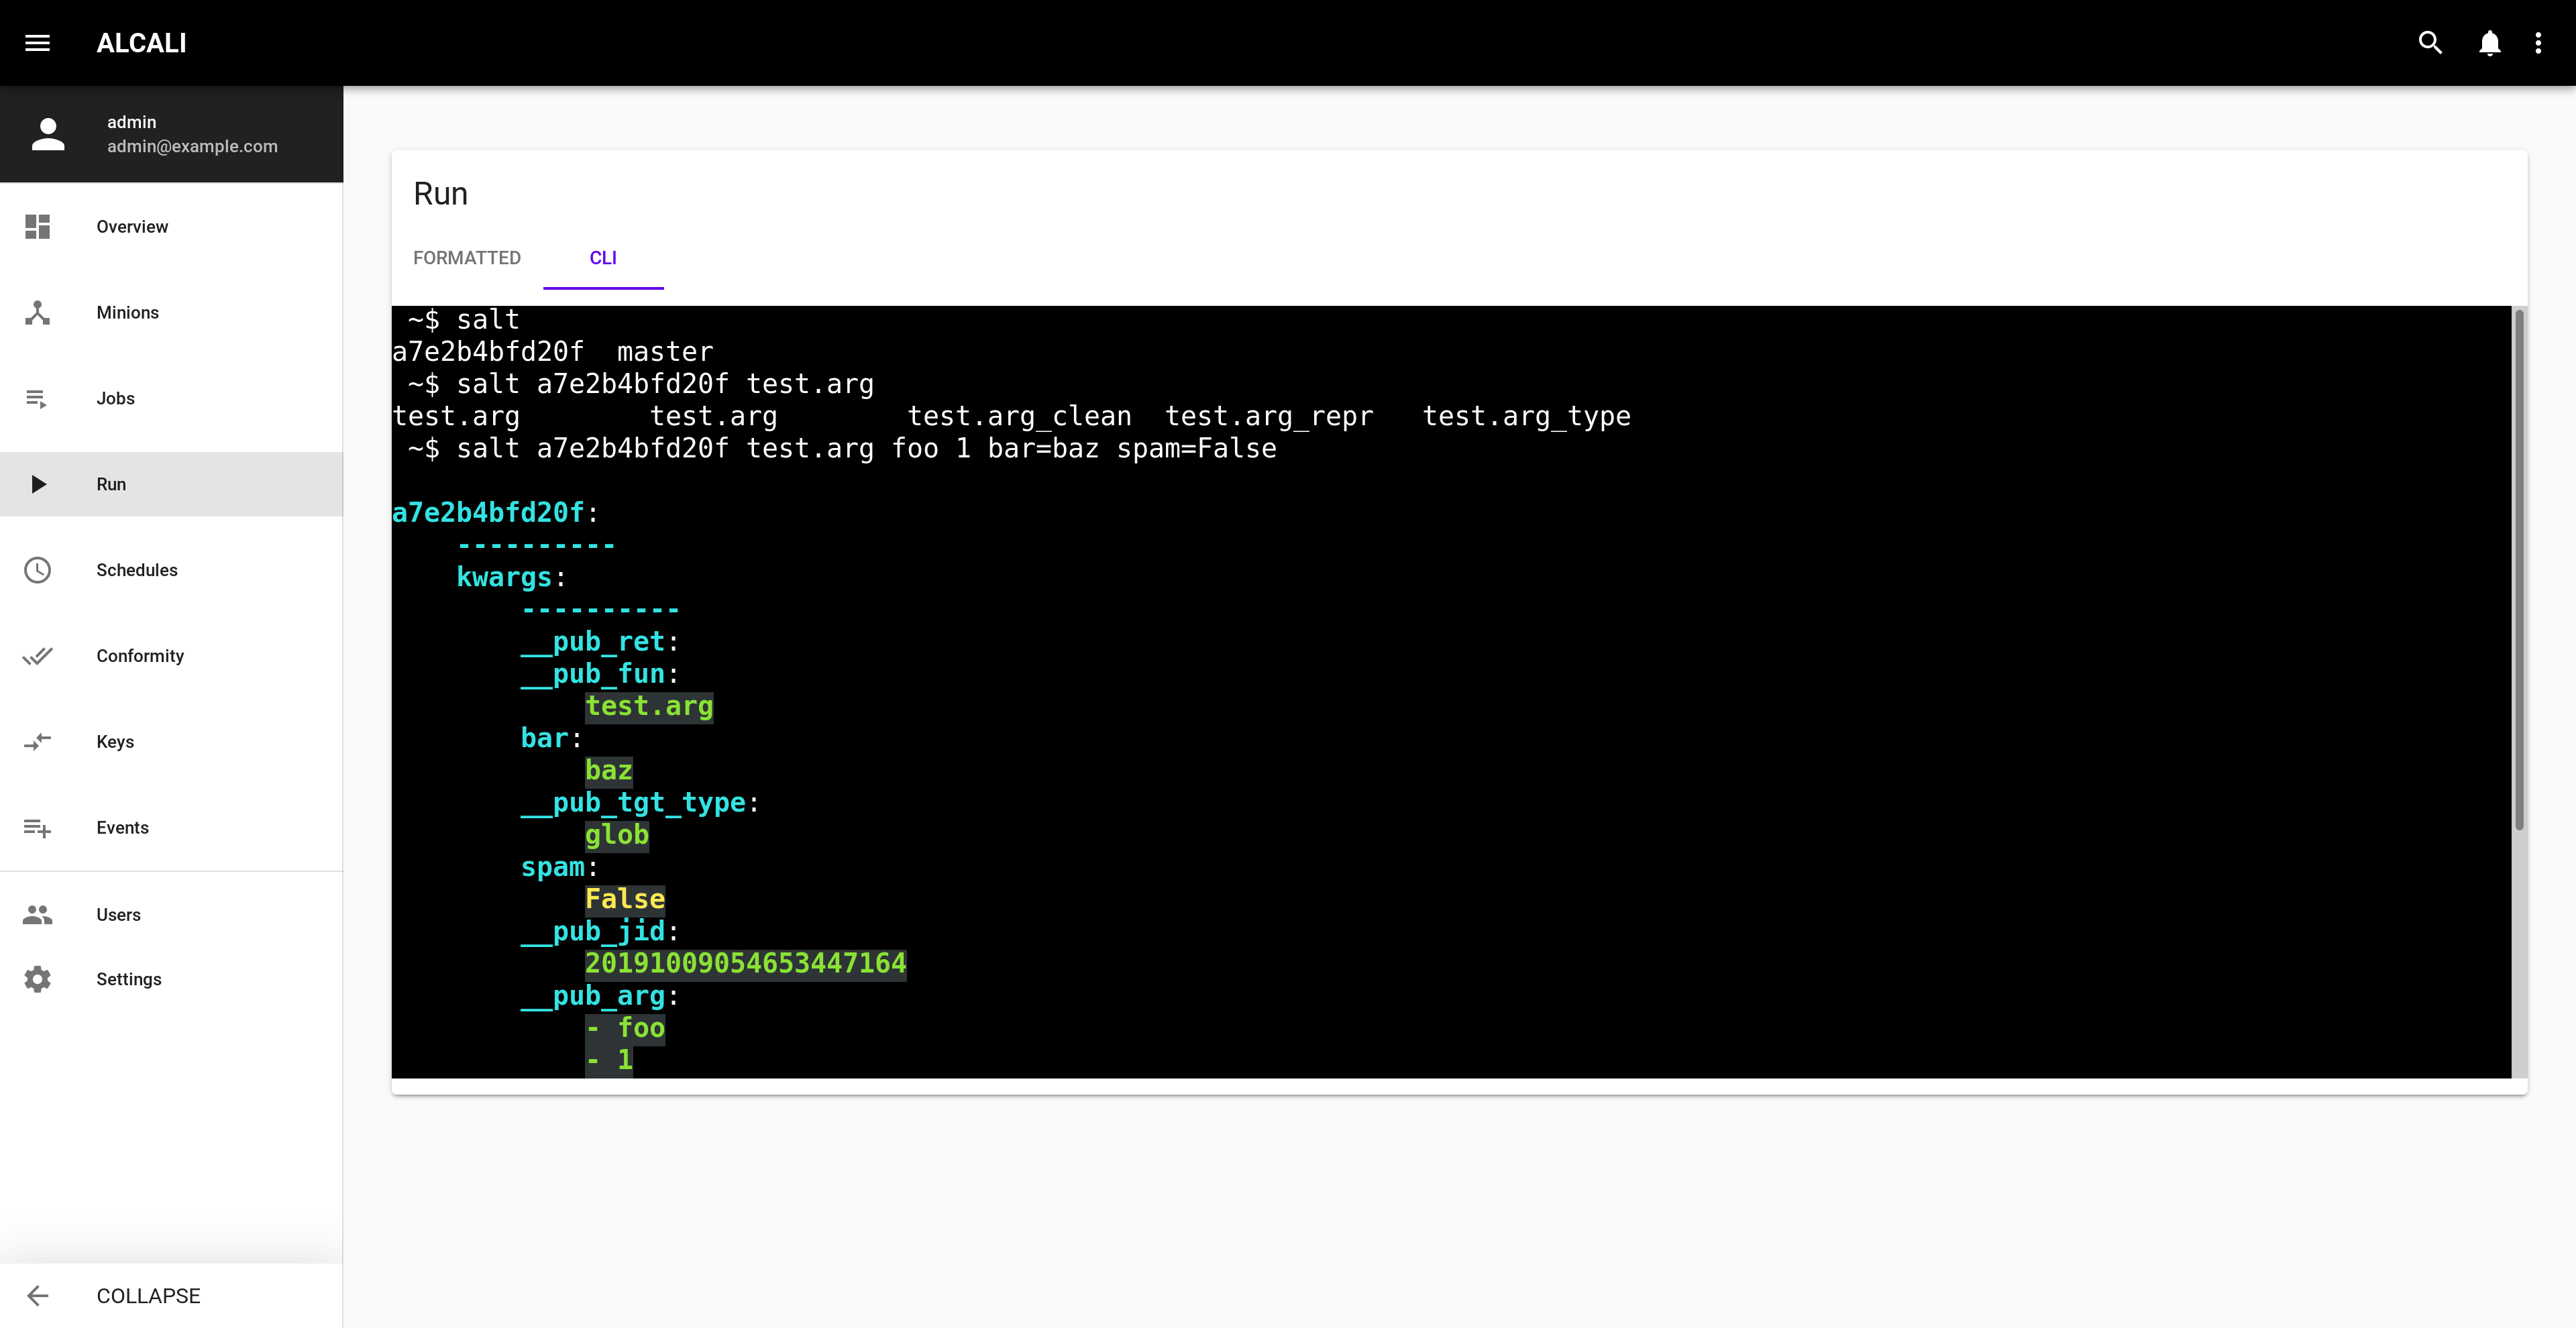 ALCALI
admin
admin@example.com
Overview
Minions
Jobs
Run
Schedules
Conformity
Keys
Events
Users
Settings
COLLAPSE
Run
FORMATTED CLI
~$ salt
a7e2b4bfd20f master
~$ salt a7e2b4bfd20f test.arg
test.arg test.arg test.arg_clean test.arg_repr test.arg_type
~$ salt a7e2b4bfd20f test.arg foo 1 bar=baz spam=False
a7e2b4bfd20f:
----------
kwargs:
----------
__pub_ret:
__pub_fun:
test.arg
bar:
baz
__pub_tgt_type:
glob
spam:
False
__pub_jid:
20191009054653447164
__pub_arg:
- foo
- 1